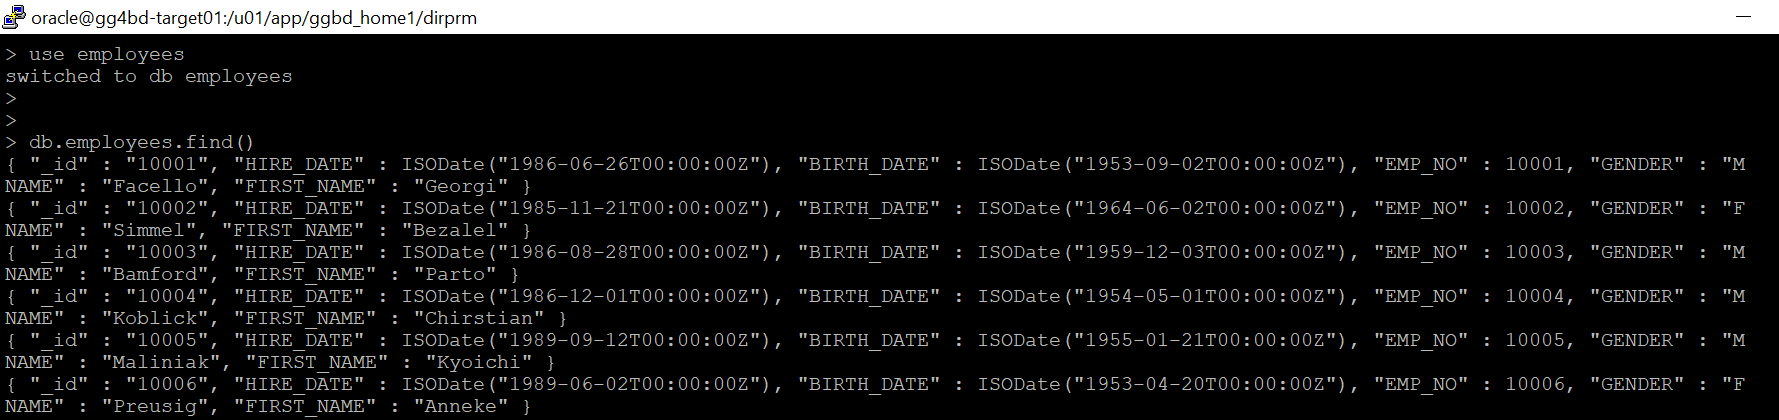 oracle@gg4bd-target01:/u01/app/ggbd_home1/dirprm
> use employees
switched to db employees
>
>
> db.employees.find()
{ "_id" : "10001", "HIRE_DATE" : ISODate("1986-06-26T00:00:00Z"), "BIRTH_DATE" : ISODate("1953-09-02T00:00:00Z"), "EMP_NO" : 10001, "GENDER" : "M
NAME" : "Facello", "FIRST_NAME" : "Georgi" }
{ "_id" : "10002", "HIRE_DATE" : ISODate("1985-11-21T00:00:00Z"), "BIRTH_DATE" : ISODate("1964-06-02T00:00:00Z"), "EMP_NO" : 10002, "GENDER" : "F
NAME" : "Simmel", "FIRST_NAME" : "Bezalel" }
{ "_id" : "10003", "HIRE_DATE" : ISODate("1986-08-28T00:00:00Z"), "BIRTH_DATE" : ISODate("1959-12-03T00:00:00Z"), "EMP_NO" : 10003, "GENDER" : "M
NAME" : "Bamford", "FIRST_NAME" : "Parto" }
{ "_id" : "10004", "HIRE_DATE" : ISODate("1986-12-01T00:00:00Z"), "BIRTH_DATE" : ISODate("1954-05-01T00:00:00Z"), "EMP_NO" : 10004, "GENDER" : "M
NAME" : "Koblick", "FIRST_NAME" : "Chirstian" }
{ "_id" : "10005", "HIRE_DATE" : ISODate("1989-09-12T00:00:00Z"), "BIRTH_DATE" : ISODate("1955-01-21T00:00:00Z"), "EMP_NO" : 10005, "GENDER" : "M
NAME" : "Maliniak", "FIRST_NAME" : "Kyoichi" }
{ "_id" : "10006", "HIRE_DATE" : ISODate("1989-06-02T00:00:00Z"), "BIRTH_DATE" : ISODate("1953-04-20T00:00:00Z"), "EMP_NO" : 10006, "GENDER" : "F
NAME" : "Preusig", "FIRST_NAME" : "Anneke" }